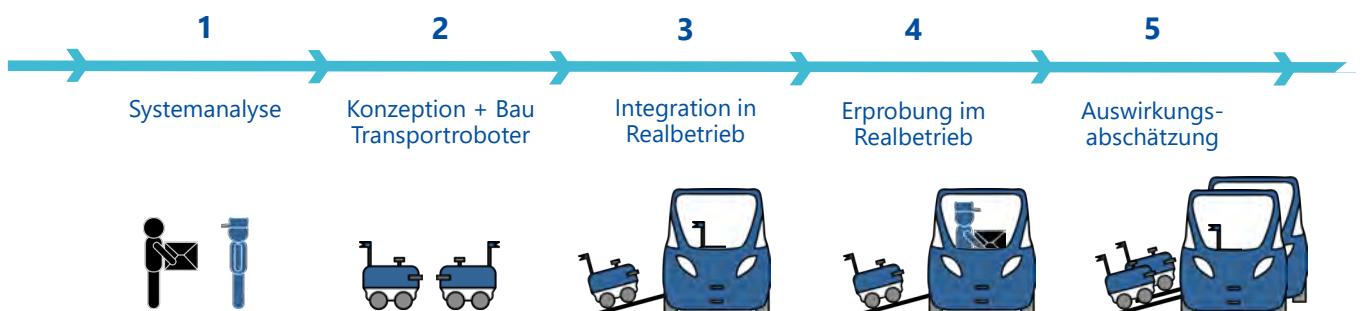 1
2
3
4
5
Systemanalyse
Konzeption + Bau
Transportroboter
Integration in
Realbetrieb
Erprobung im
Realbetrieb
Auswirkungs-
abschätzung